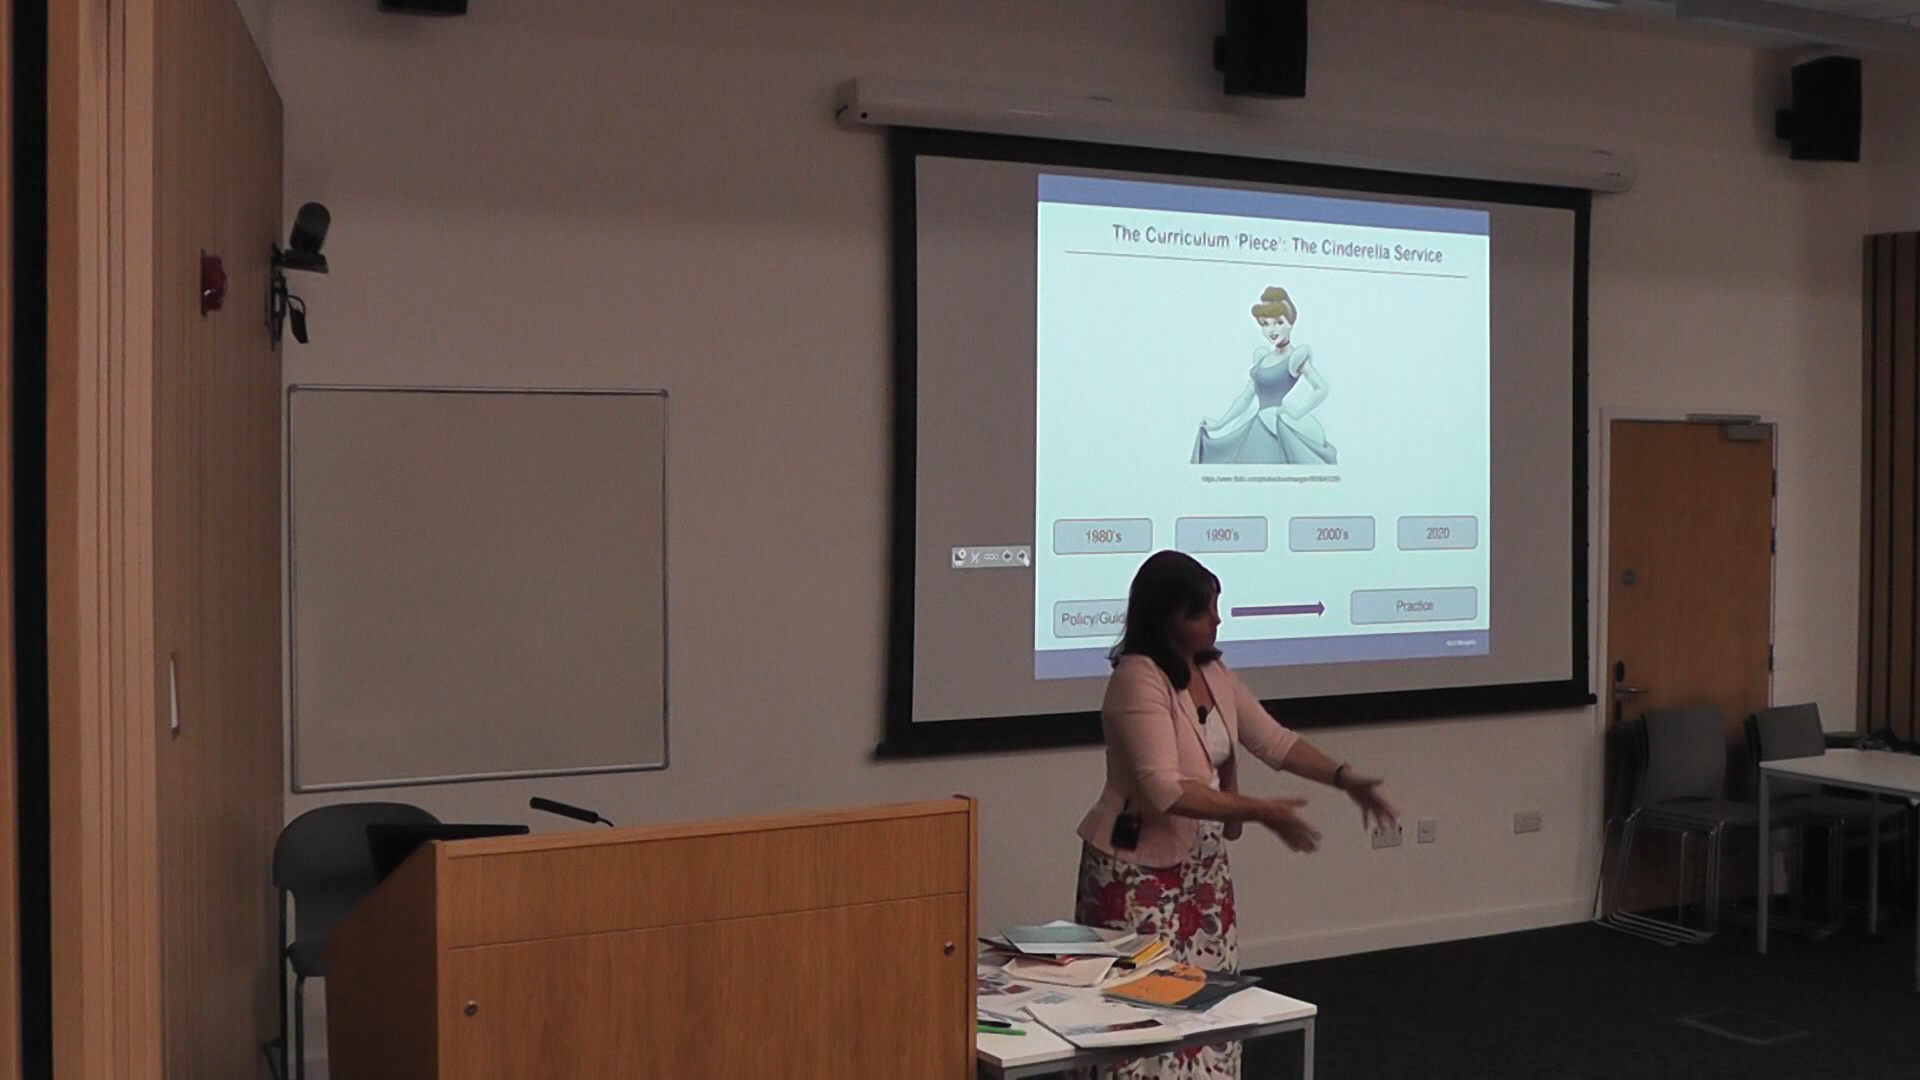 The Curriculum 'Piece': The Cinderella Service
1980's
1990's
2000's
2020
Policy/Guid
Practice